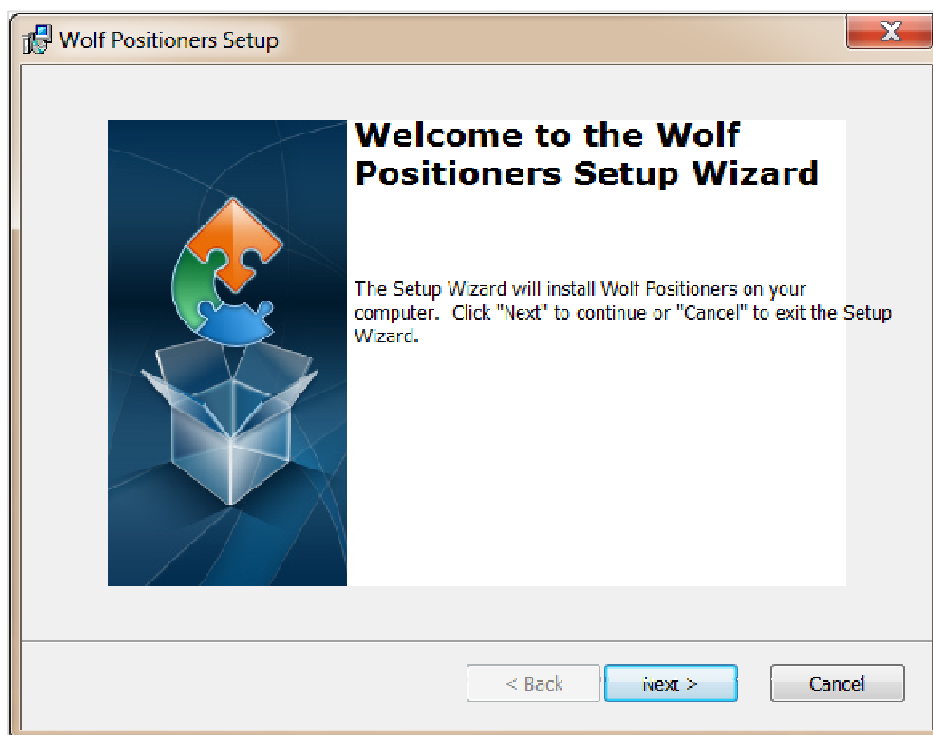 Wolf Positioners Setup
Welcome to the Wolf
Positioners Setup Wizard
The Setup Wizard will install Wolf Positioners on your
computer. Click "Next" to continue or "Cancel" to exit the Setup
Wizard.
< Back
Next >
Cancel